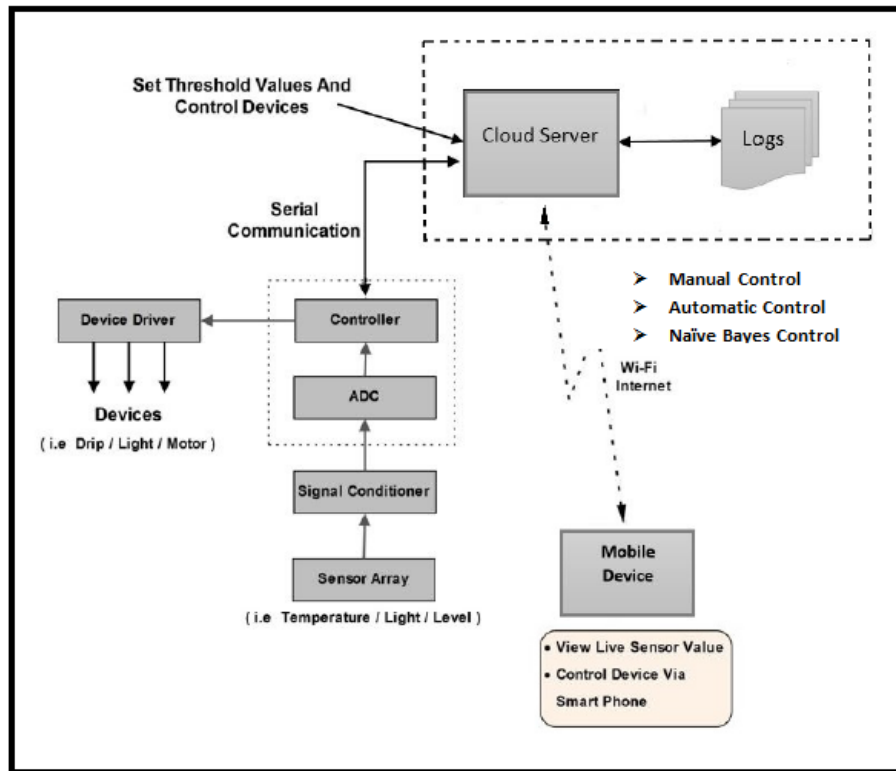 Set Threshold Values And
Control Devices
Cloud Server
Logs
Serial
Communication
➤ Manual Control
➤ Automatic Control
➤ Naïve Bayes Control
Device Driver
Controller
Wi-Fi
Internet
ADC
Devices
( i.e Drip / Light / Motor )
Signal Conditioner
Sensor Array
( i.e Temperature / Light / Level )
Mobile
Device
• View Live Sensor Value
• Control Device Via
Smart Phone